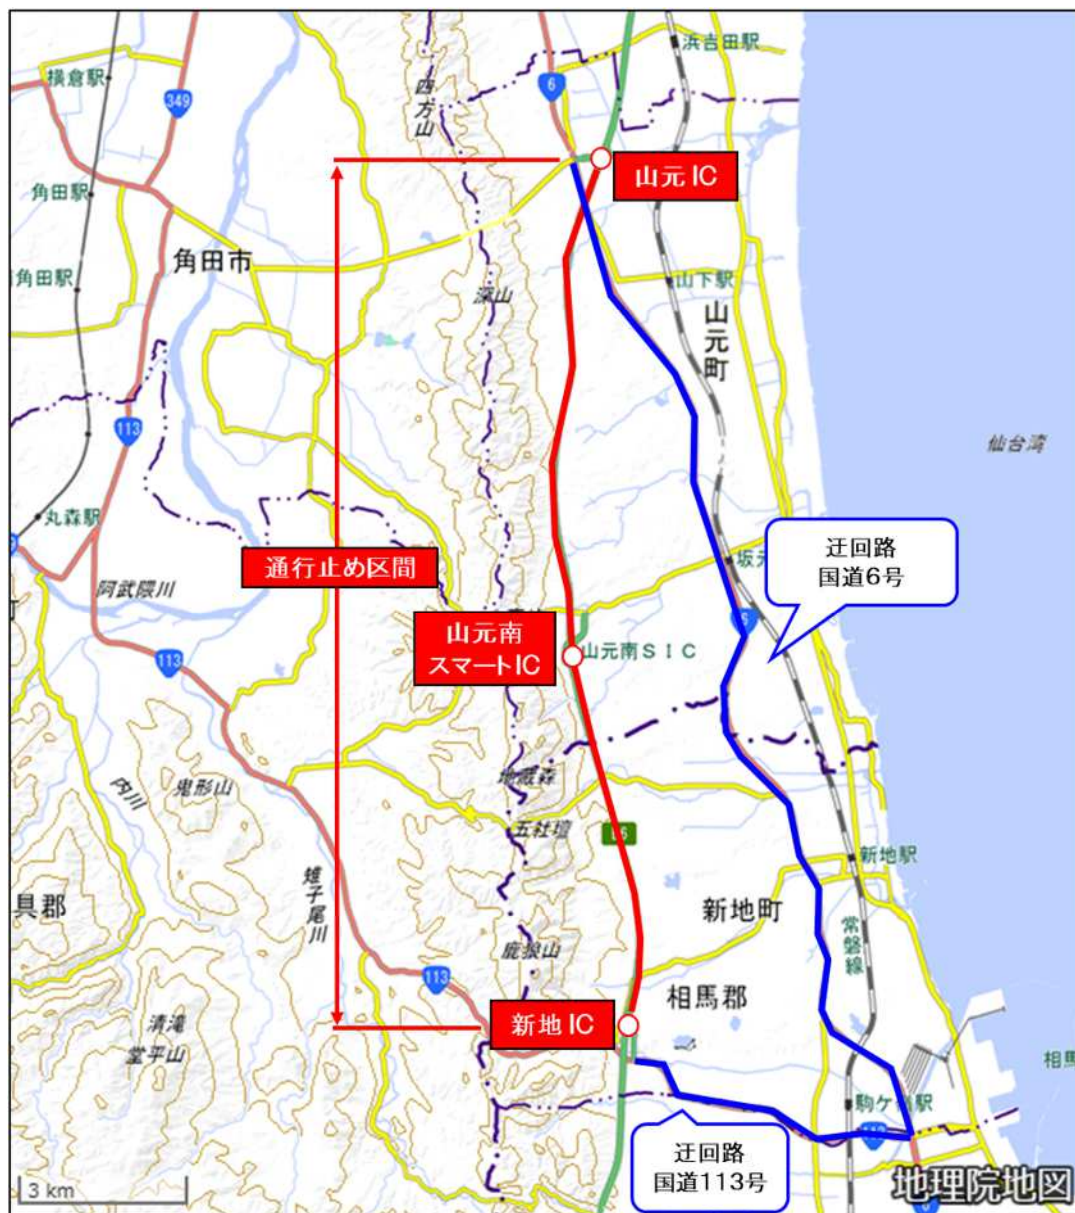 浜吉田駅
横倉駅
四方山
6
349
山元 IC
角田駅
角田市
角田駅
山下駅
深山
山元町
113
仙台湾
丸森駅
迂回路
国道6号
坂元
通行止め区間
阿武隈川
6
山元南
スマートIC
山元南SIC
113
地蔵森
鬼形山
内川
五社壇
E6
新地駅
雉子尾川
具郡
新地町
常磐線
鹿狼山
113
相馬郡
新地 IC
清滝
堂平山
相馬
駒ケ嶺駅
113
迂回路
国道113号
3 km
地理院地図
6